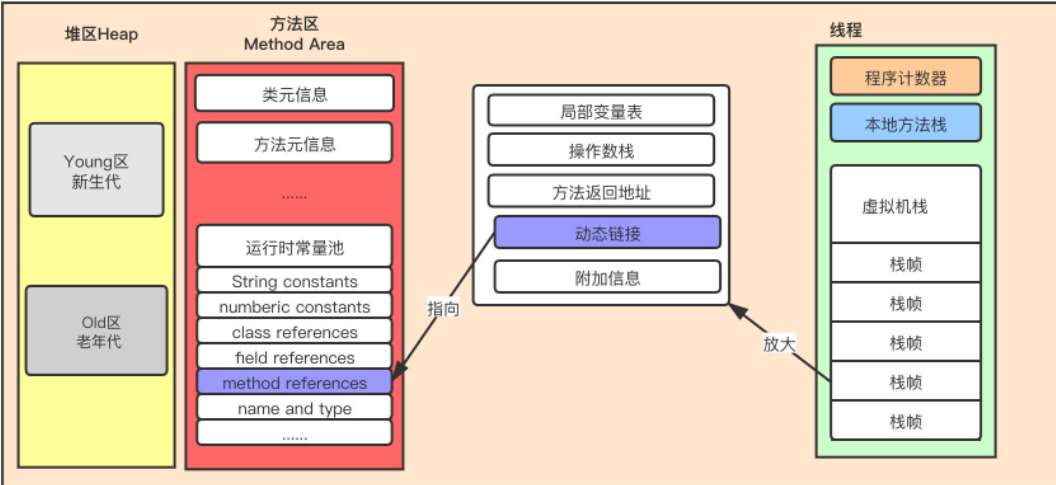 堆区Heap
Young区
新生代
Old区
老年代
方法区
Method Area
类元信息
方法元信息
......
运行时常量池
String constants
numberic constants
class references
field references
method references
name and type
......
局部变量表
操作数栈
方法返回地址
动态链接
附加信息
指向
放大
线程
程序计数器
本地方法栈
虚拟机栈
栈帧
栈帧
栈帧
栈帧
栈帧